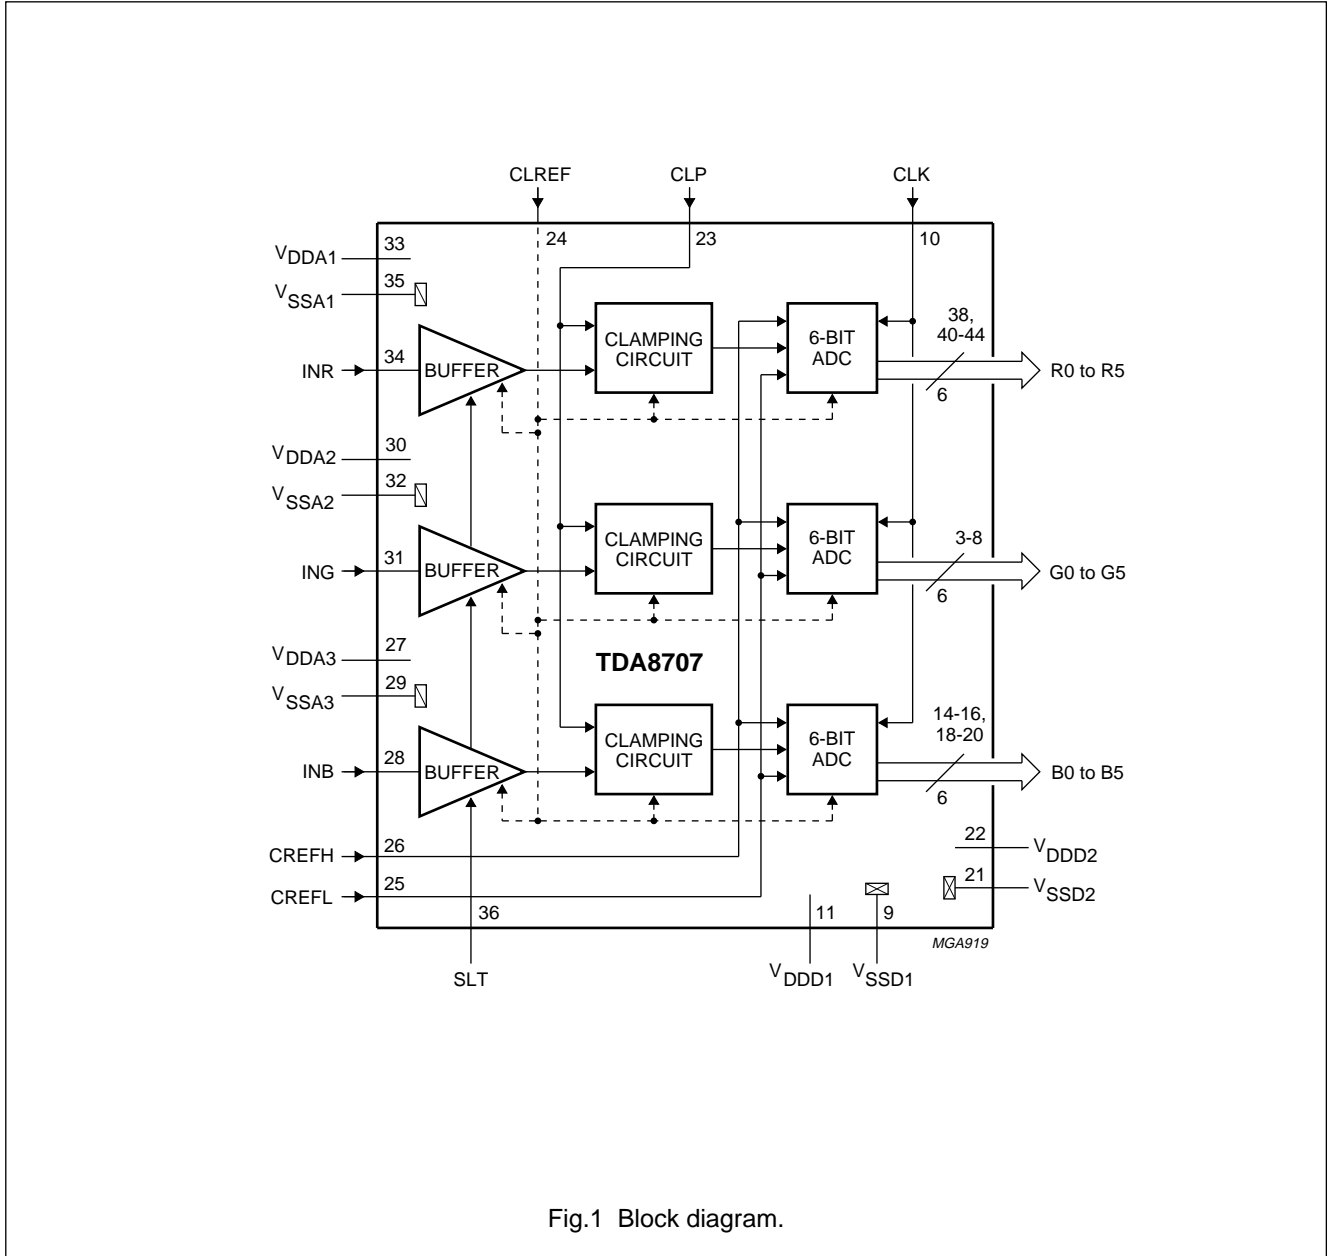 CLREF
CLP
CLK
24
23
10
VDDA1
33
VSSA1
35
INR
34
BUFFER
CLAMPING
CIRCUIT
6-BIT
ADC
38,
40-44
6
R0 to R5
VDDA2
30
VSSA2
32
ING
31
BUFFER
CLAMPING
CIRCUIT
6-BIT
ADC
3-8
6
G0 to G5
VDDA3
27
VSSA3
29
TDA8707
INB
28
BUFFER
CLAMPING
CIRCUIT
6-BIT
ADC
14-16,
18-20
6
B0 to B5
CREFH
26
22
VDDD2
CREFL
25
21
VSSD2
36
11
9
MGA919
SLT
VDDD1
VSSD1
Fig.1 Block diagram.